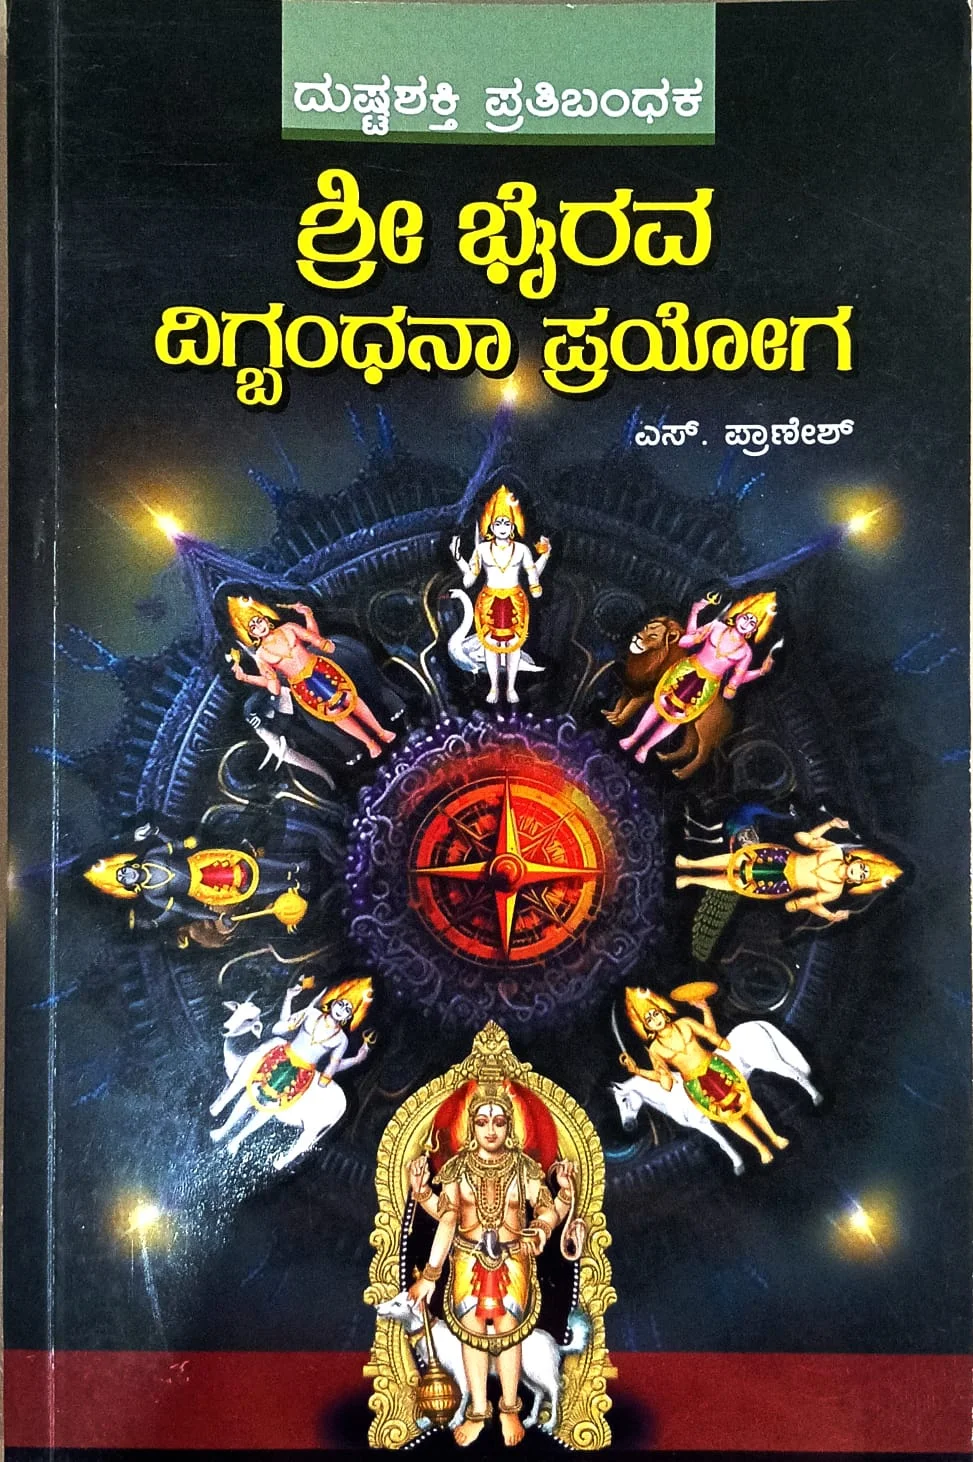 ದುಷ್ಟಶಕ್ತಿ ಪ್ರತಿಬಂಧಕ
ಶ್ರೀ ಭೈರವ
ದಿಗ್ಬಂಧನಾ ಪ್ರಯೋಗ
ಎಸ್. ಪ್ರಾಣೇಶ್